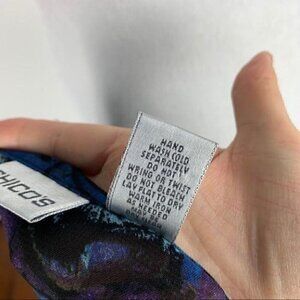 CHICO'S
HAND
WASH COLD
SEPARATELY
DO NOT
WRING OR TWIST
DO NOT BLEACH
LAY FLAT TO DRY
WARM IRON
AS NEEDED